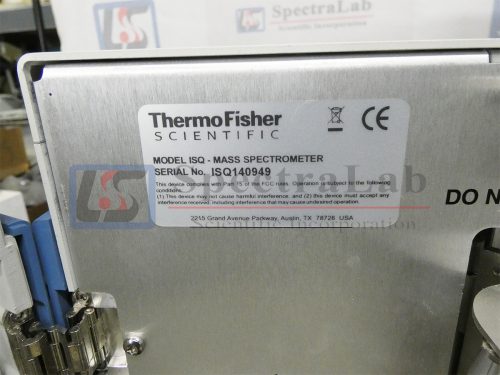 SpectraLab
Scientific Incorporation
ThermoFisher
SCIENTIFIC
CE
MODEL ISQ - MASS SPECTROMETER
SERIAL No. ISQ140949
This device complies with Part 15 of the FCC rules. Operation is subject to the following
conditions:
(1) This device may not cause harmful interference, and (2) this device must accept any
interference received, including interference that may cause undesired operation.
2215 Grand Avenue Parkway, Austin, TX 78728 USA
DO N
SpectraLab
Scientific Incorporation